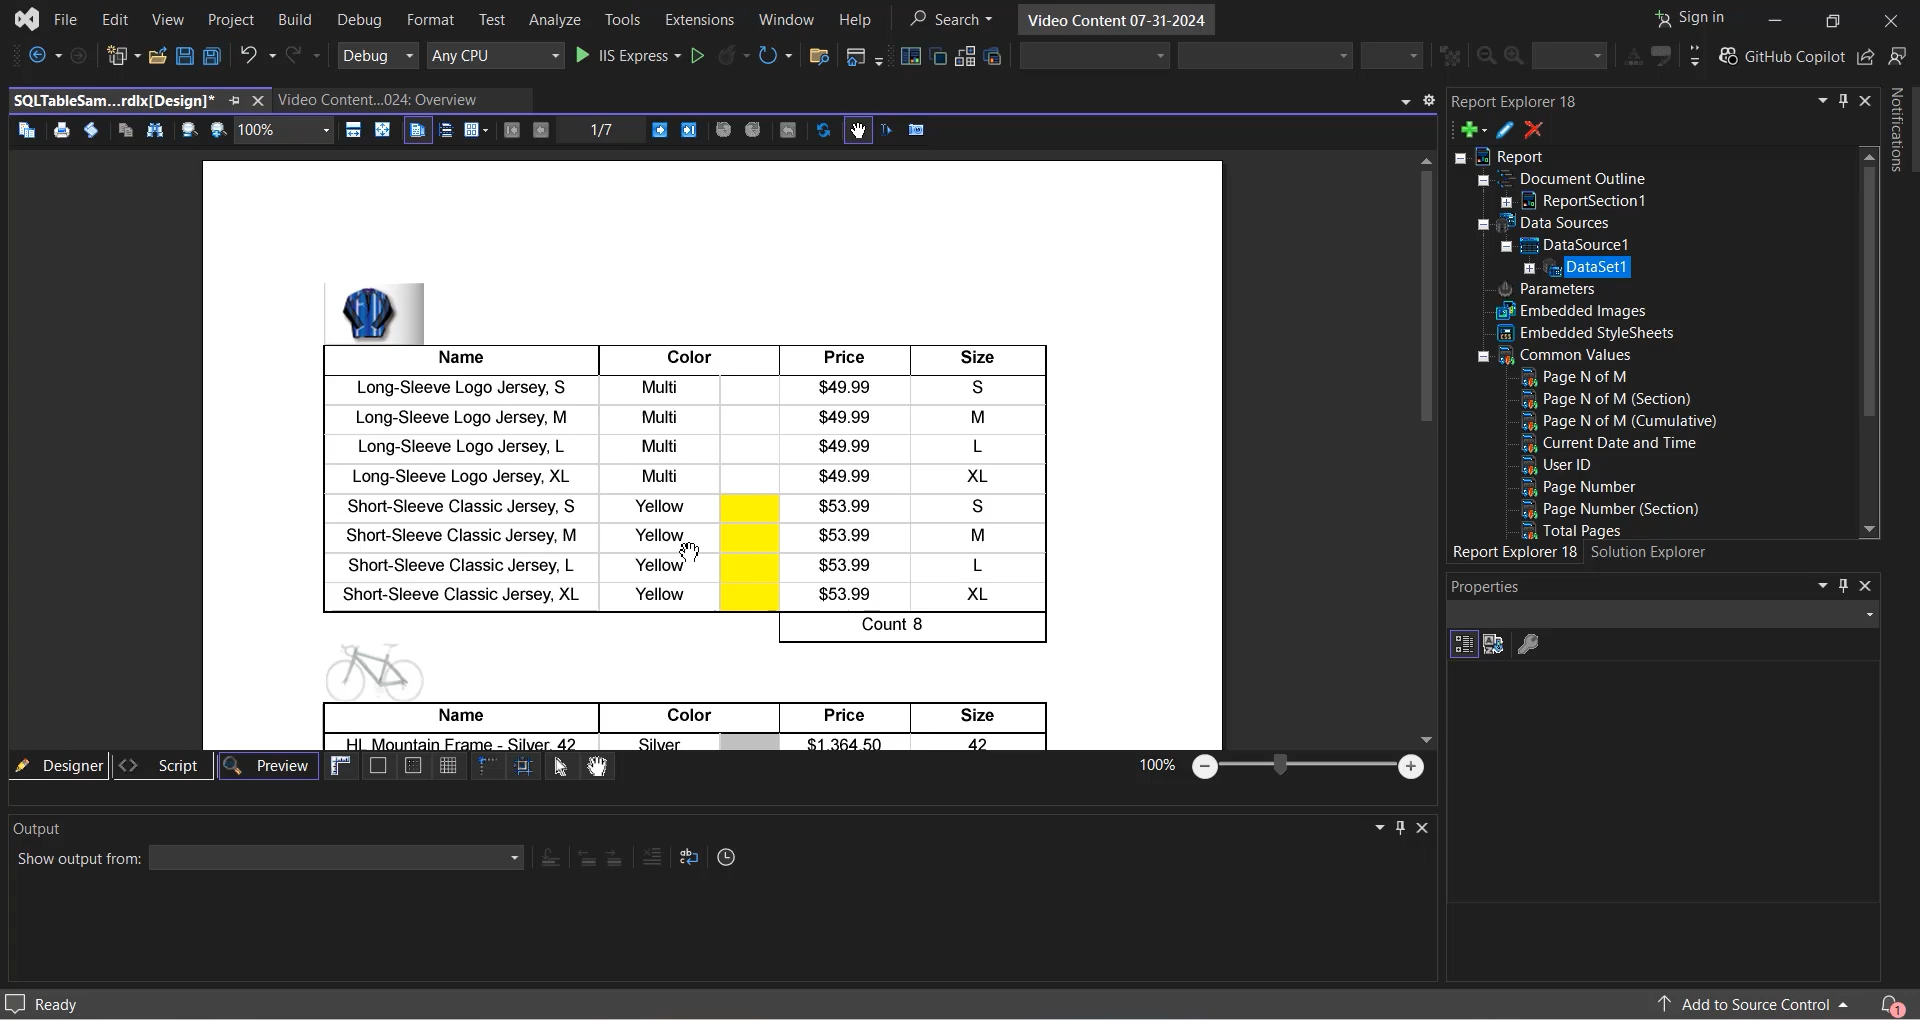 File Edit View Project Build Debug Format Test Analyze Tools Extensions Window Help Search Video Content 07-31-2024 Sign in
Debug Any CPU IIS Express GitHub Copilot
SQLTableSam...rdlx[Design]* Video Content...024: Overview
100% 1/7
Name Color Price Size
Long-Sleeve Logo Jersey, S Multi $49.99 S
Long-Sleeve Logo Jersey, M Multi $49.99 M
Long-Sleeve Logo Jersey, L Multi $49.99 L
Long-Sleeve Logo Jersey, XL Multi $49.99 XL
Short-Sleeve Classic Jersey, S Yellow $53.99 S
Short-Sleeve Classic Jersey, M Yellow $53.99 M
Short-Sleeve Classic Jersey, L Yellow $53.99 L
Short-Sleeve Classic Jersey, XL Yellow $53.99 XL
Count 8
Name Color Price Size
HL Mountain Frame - Silver, 42 Silver $1,364.50 42
Designer Script Preview 100%
Output
Show output from:
Report Explorer 18
Report
Document Outline
ReportSection1
Data Sources
DataSource1
DataSet1
Parameters
Embedded Images
Embedded StyleSheets
Common Values
Page N of M
Page N of M (Section)
Page N of M (Cumulative)
Current Date and Time
User ID
Page Number
Page Number (Section)
Total Pages
Report Explorer 18 Solution Explorer
Properties
Notifications
Ready Add to Source Control 1